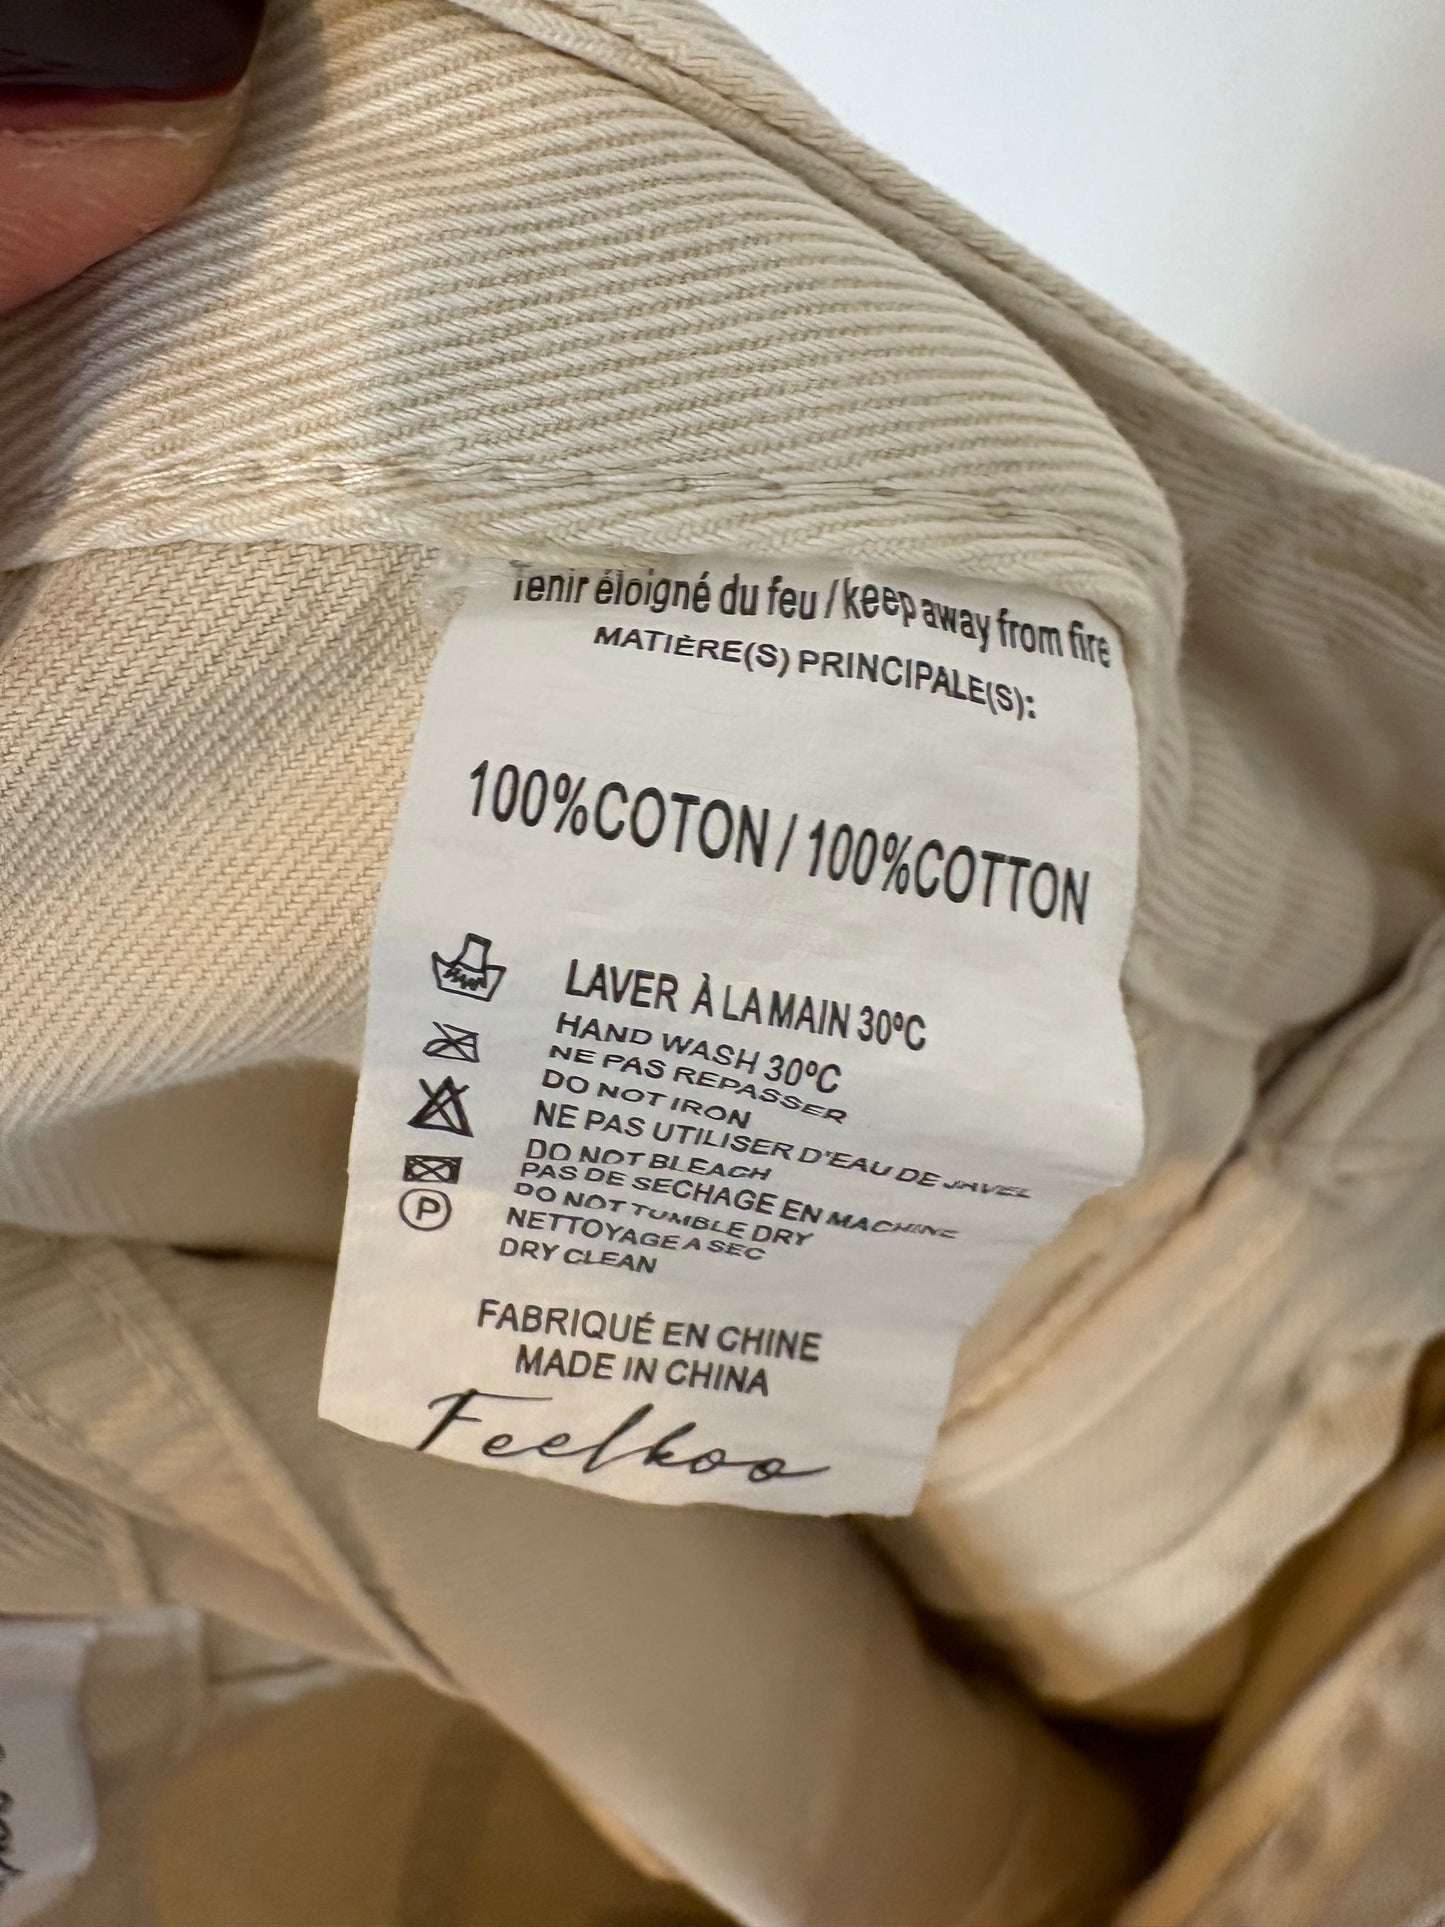 Tenir éloigné du feu / keep away from fire
MATIÈRE(S) PRINCIPALE(S):
100%COTON / 100%COTTON
LAVER À LA MAIN 30ºC
HAND WASH 30ºC
NE PAS REPASSER
DO NOT IRON
NE PAS UTILISER D'EAU DE JAVEL
DO NOT BLEACH
PAS DE SECHAGE EN MACHINE
DO NOT TUMBLE DRY
P
NETTOYAGE A SEC
DRY CLEAN
FABRIQUÉ EN CHINE
MADE IN CHINA
Feelkoo